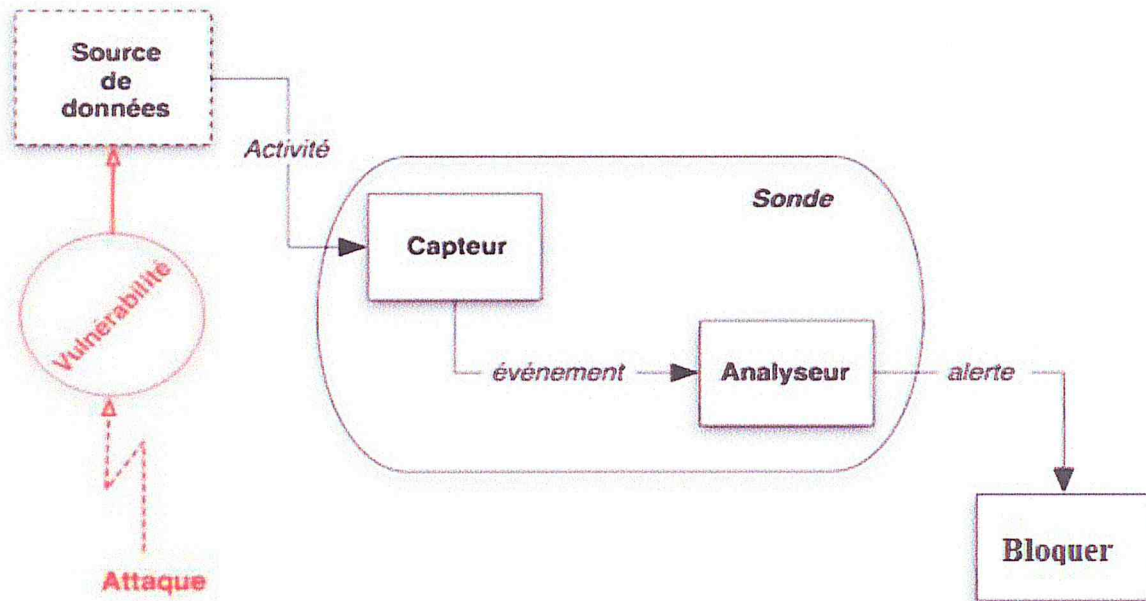 Source
de
données
Activité
Sonde
Capteur
Vulnérabilité
événement
Analyseur
alerte
Bloquer
Attaque